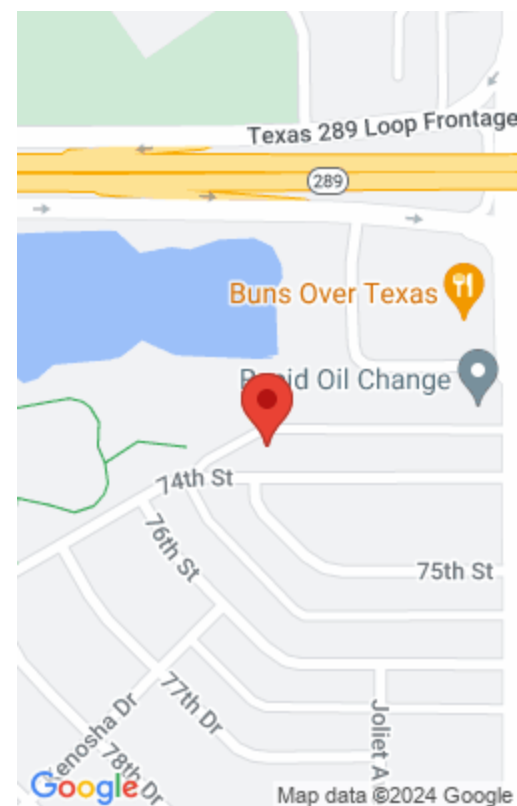 Texas 289 Loop Frontage
289
Buns Over Texas
Rapid Oil Change
74th St
76th St
75th St
77th Dr
Kenosha Dr
78th Dr
Joliet A
Google
Map data ©2024 Google